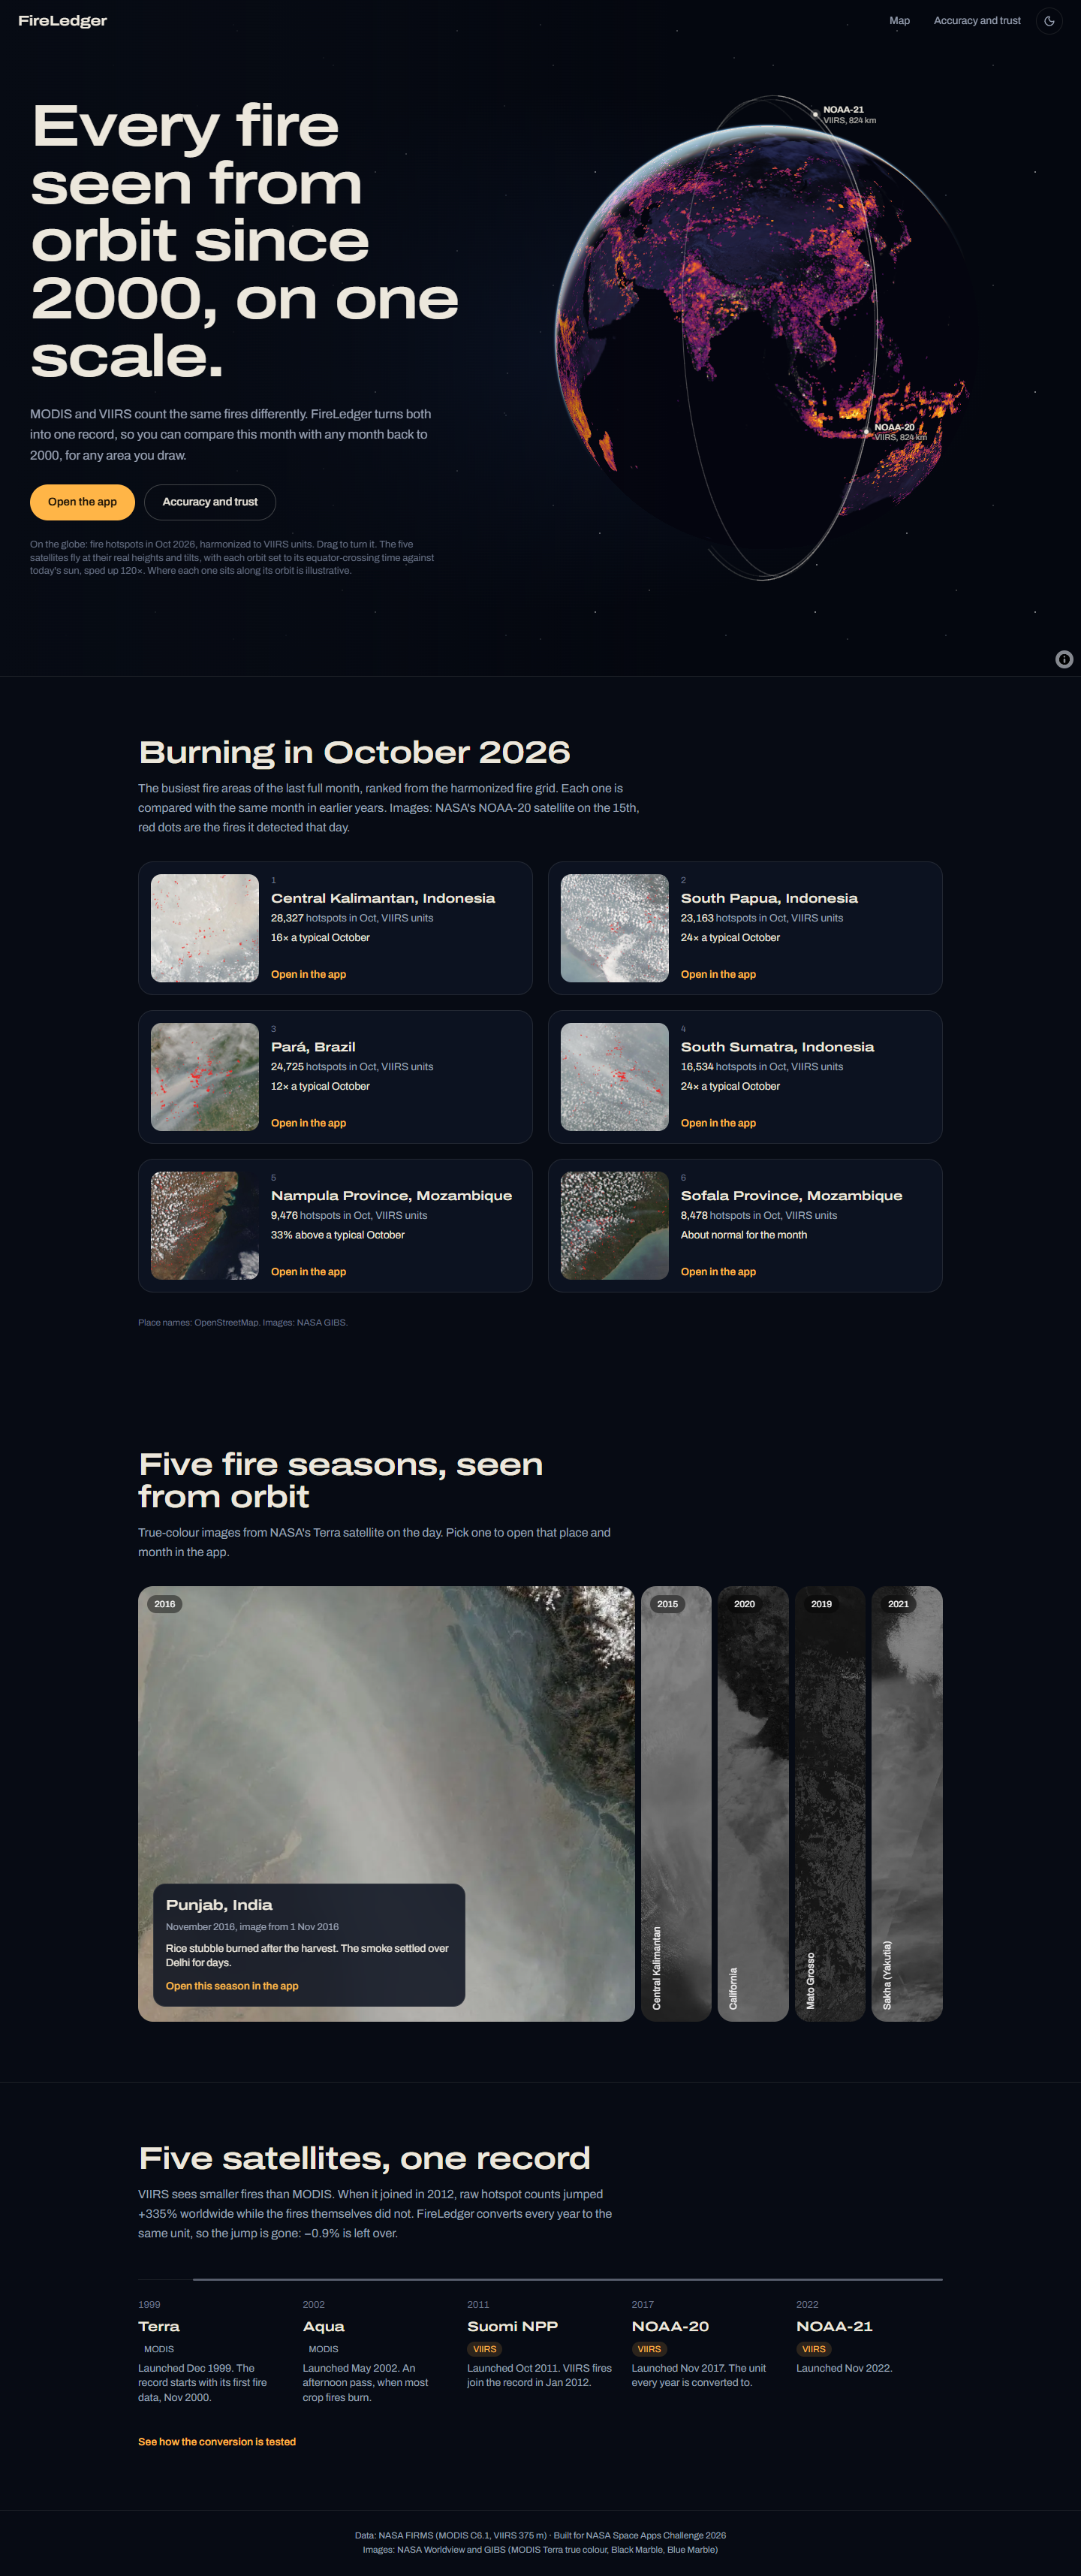 FireLedger
Map
Accuracy and trust
Every fire
seen from
orbit since
2000, on one
scale.
MODIS and VIIRS count the same fires differently. FireLedger turns both
into one record, so you can compare this month with any month back to
2000, for any area you draw.
Open the app
Accuracy and trust
On the globe: fire hotspots in Oct 2026, harmonized to VIIRS units. Drag to turn it. The five
satellites fly at their real heights and tilts, with each orbit set to its equator-crossing time against
today's sun, sped up 120×. Where each one sits along its orbit is illustrative.
NOAA-21
VIIRS, 824 km
NOAA-20
VIIRS, 824 km
Burning in October 2026
The busiest fire areas of the last full month, ranked from the harmonized fire grid. Each one is
compared with the same month in earlier years. Images: NASA's NOAA-20 satellite on the 15th,
red dots are the fires it detected that day.
1
Central Kalimantan, Indonesia
28,327 hotspots in Oct, VIIRS units
16× a typical October
Open in the app
2
South Papua, Indonesia
23,163 hotspots in Oct, VIIRS units
24× a typical October
Open in the app
3
Pará, Brazil
24,725 hotspots in Oct, VIIRS units
12× a typical October
Open in the app
4
South Sumatra, Indonesia
16,534 hotspots in Oct, VIIRS units
24× a typical October
Open in the app
5
Nampula Province, Mozambique
9,476 hotspots in Oct, VIIRS units
33% above a typical October
Open in the app
6
Sofala Province, Mozambique
8,478 hotspots in Oct, VIIRS units
About normal for the month
Open in the app
Place names: OpenStreetMap. Images: NASA GIBS.
Five fire seasons, seen
from orbit
True-colour images from NASA's Terra satellite on the day. Pick one to open that place and
month in the app.
2016
Punjab, India
November 2016, image from 1 Nov 2016
Rice stubble burned after the harvest. The smoke settled over
Delhi for days.
Open this season in the app
2015
Central Kalimantan
2020
California
2019
Mato Grosso
2021
Sakha (Yakutia)
Five satellites, one record
VIIRS sees smaller fires than MODIS. When it joined in 2012, raw hotspot counts jumped
+335% worldwide while the fires themselves did not. FireLedger converts every year to the
same unit, so the jump is gone: −0.9% is left over.
1999
Terra
MODIS
Launched Dec 1999. The
record starts with its first fire
data, Nov 2000.
2002
Aqua
MODIS
Launched May 2002. An
afternoon pass, when most
crop fires burn.
2011
Suomi NPP
VIIRS
Launched Oct 2011. VIIRS fires
join the record in Jan 2012.
2017
NOAA-20
VIIRS
Launched Nov 2017. The unit
every year is converted to.
2022
NOAA-21
VIIRS
Launched Nov 2022.
See how the conversion is tested
Data: NASA FIRMS (MODIS C6.1, VIIRS 375 m) · Built for NASA Space Apps Challenge 2026
Images: NASA Worldview and GIBS (MODIS Terra true colour, Black Marble, Blue Marble)